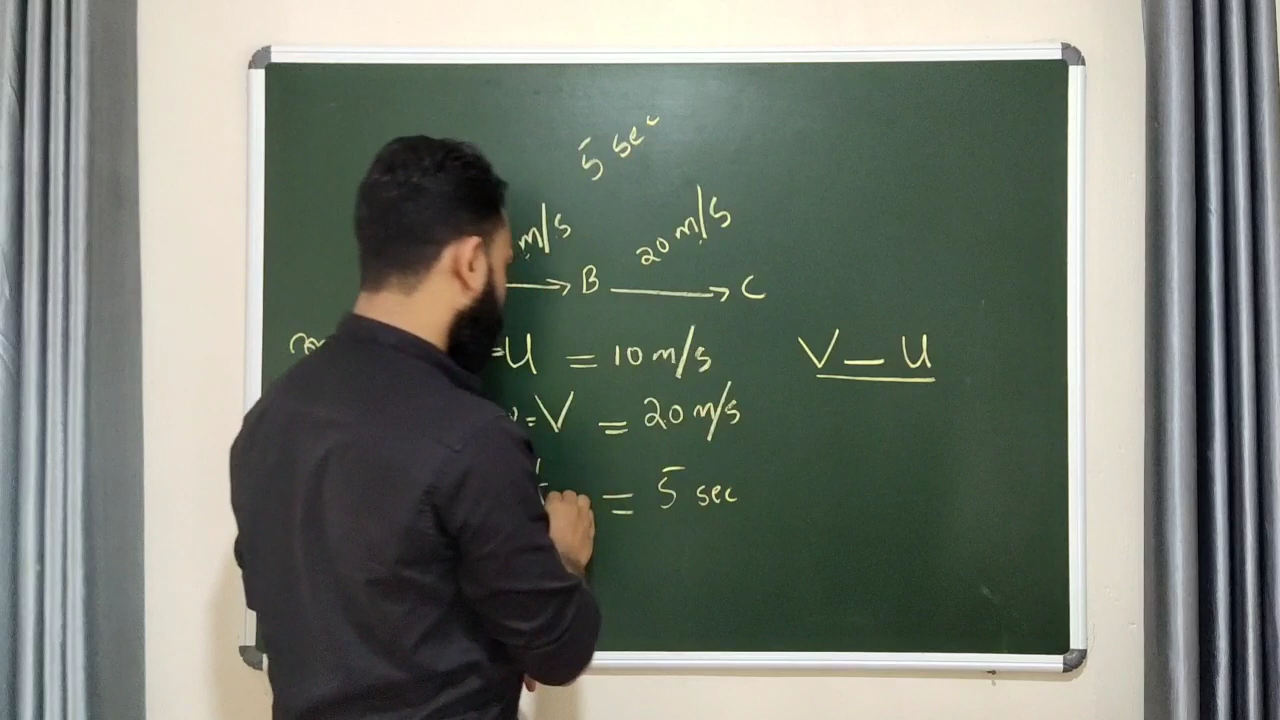 5 sec
m/s 20 m/s
B C
=U = 10 m/s V - U
=V = 20 m/s
= 5 sec